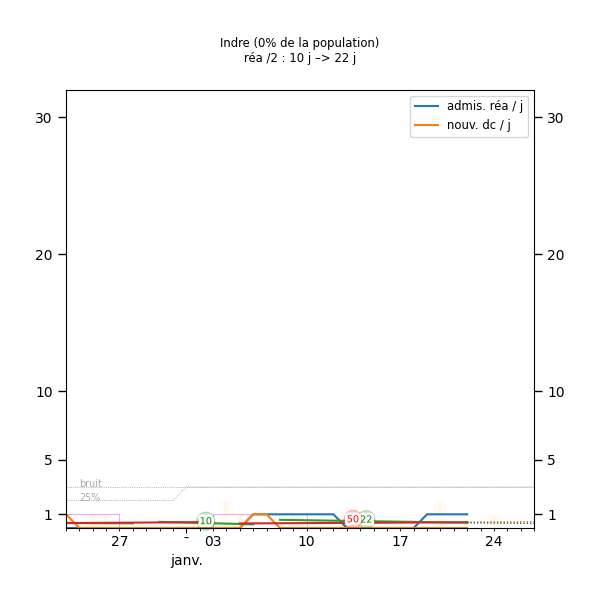 Indre (0% de la population)
réa /2 : 10 j –> 22 j
admis. réa / j
nouv. dc / j
30 30
20 20
10 10
5 5
bruit
25%
1 10 50 22 1
27 - 03 10 17 24
janv.